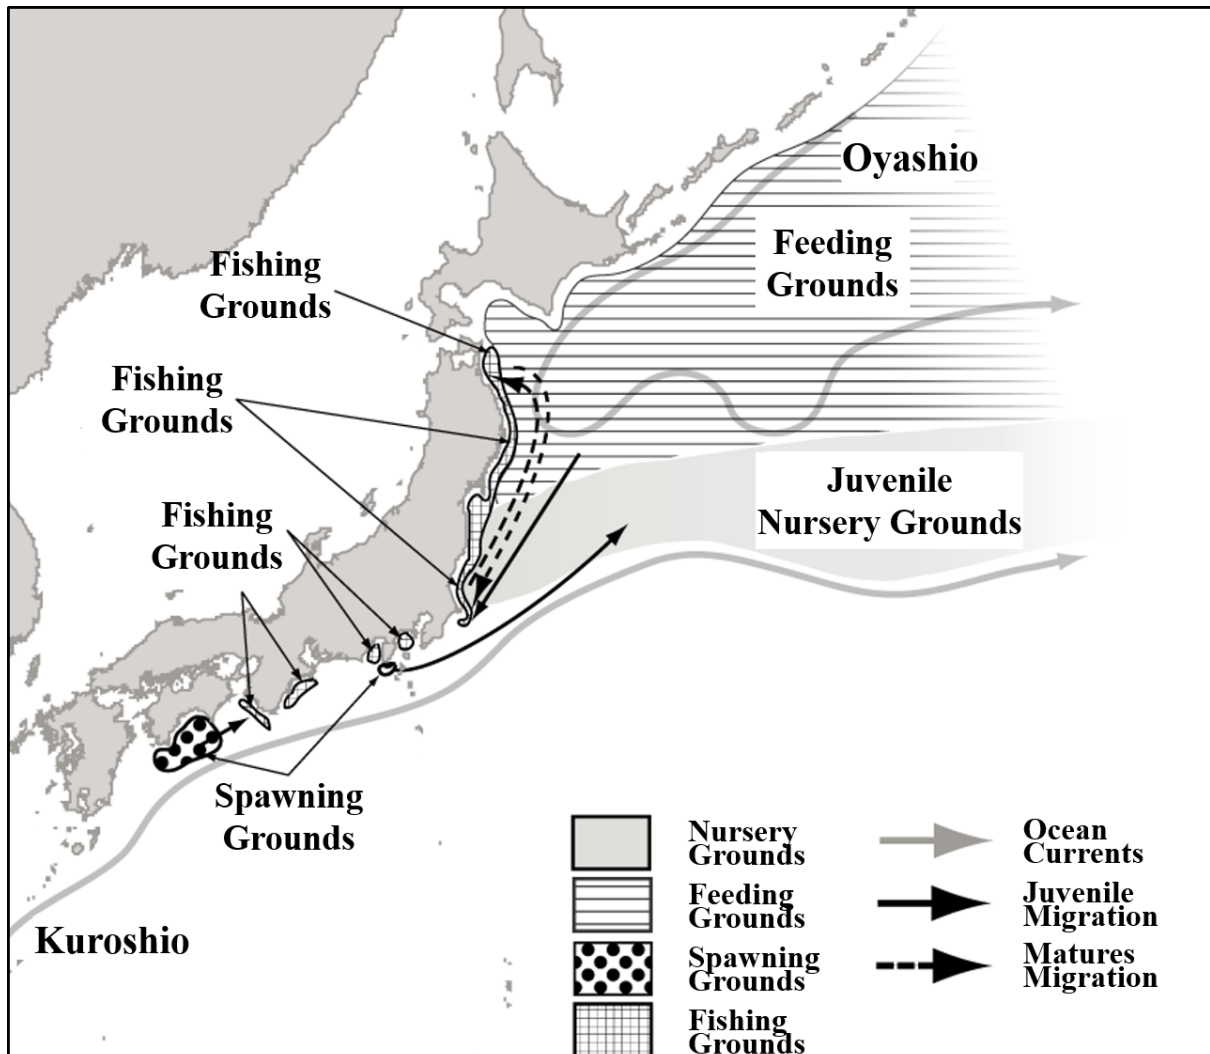 Oyashio
Feeding
Grounds
Fishing
Grounds
Fishing
Grounds
Juvenile
Nursery Grounds
Fishing
Grounds
Spawning
Grounds
Kuroshio
Nursery
Grounds
Feeding
Grounds
Spawning
Grounds
Fishing
Grounds
Ocean
Currents
Juvenile
Migration
Matures
Migration